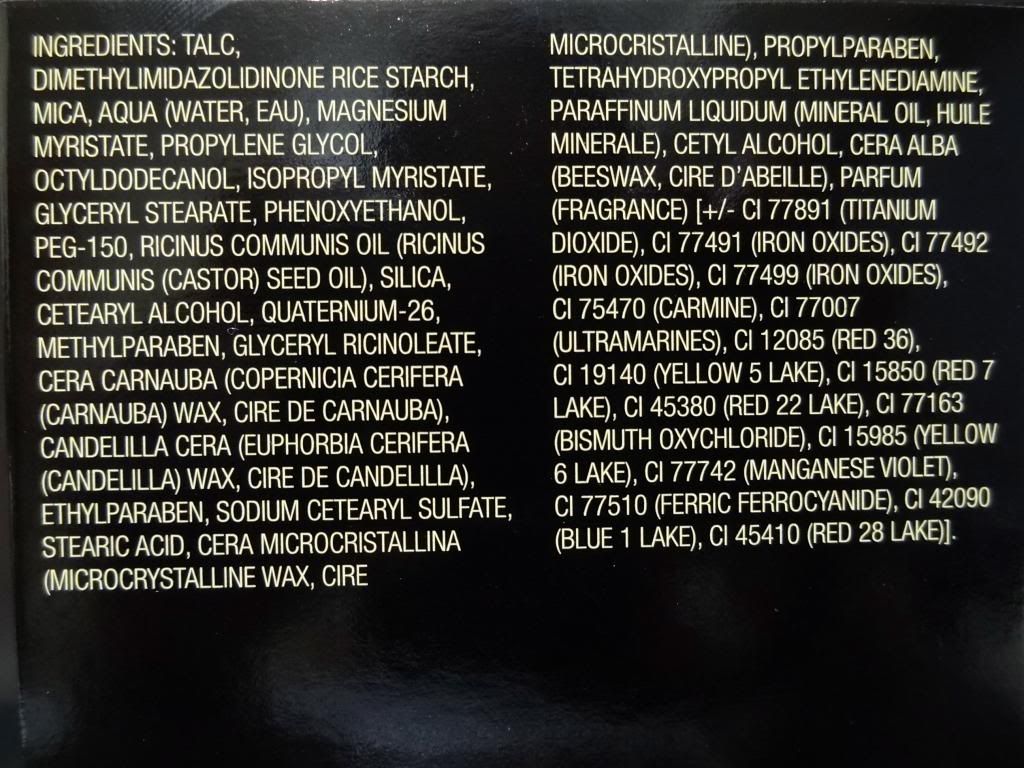 INGREDIENTS: TALC,
DIMETHYLIMIDAZOLIDINONE RICE STARCH,
MICA, AQUA (WATER, EAU), MAGNESIUM
MYRISTATE, PROPYLENE GLYCOL,
OCTYLDODECANOL, ISOPROPYL MYRISTATE,
GLYCERYL STEARATE, PHENOXYETHANOL,
PEG-150, RICINUS COMMUNIS OIL (RICINUS
COMMUNIS (CASTOR) SEED OIL), SILICA,
CETEARYL ALCOHOL, QUATERNIUM-26,
METHYLPARABEN, GLYCERYL RICINOLEATE,
CERA CARNAUBA (COPERNICIA CERIFERA
(CARNAUBA) WAX, CIRE DE CARNAUBA),
CANDELILLA CERA (EUPHORBIA CERIFERA
(CANDELILLA) WAX, CIRE DE CANDELILLA),
ETHYLPARABEN, SODIUM CETEARYL SULFATE,
STEARIC ACID, CERA MICROCRISTALLINA
(MICROCRYSTALLINE WAX, CIRE
MICROCRISTALLINE), PROPYLPARABEN,
TETRAHYDROXYPROPYL ETHYLENEDIAMINE,
PARAFFINUM LIQUIDUM (MINERAL OIL, HUILE
MINERALE), CETYL ALCOHOL, CERA ALBA
(BEESWAX, CIRE D'ABEILLE), PARFUM
(FRAGRANCE) [+/- CI 77891 (TITANIUM
DIOXIDE), CI 77491 (IRON OXIDES), CI 77492
(IRON OXIDES), CI 77499 (IRON OXIDES),
CI 75470 (CARMINE), CI 77007
(ULTRAMARINES), CI 12085 (RED 36),
CI 19140 (YELLOW 5 LAKE), CI 15850 (RED 7
LAKE), CI 45380 (RED 22 LAKE), CI 77163
(BISMUTH OXYCHLORIDE), CI 15985 (YELLOW
6 LAKE), CI 77742 (MANGANESE VIOLET),
CI 77510 (FERRIC FERROCYANIDE), CI 42090
(BLUE 1 LAKE), CI 45410 (RED 28 LAKE)].